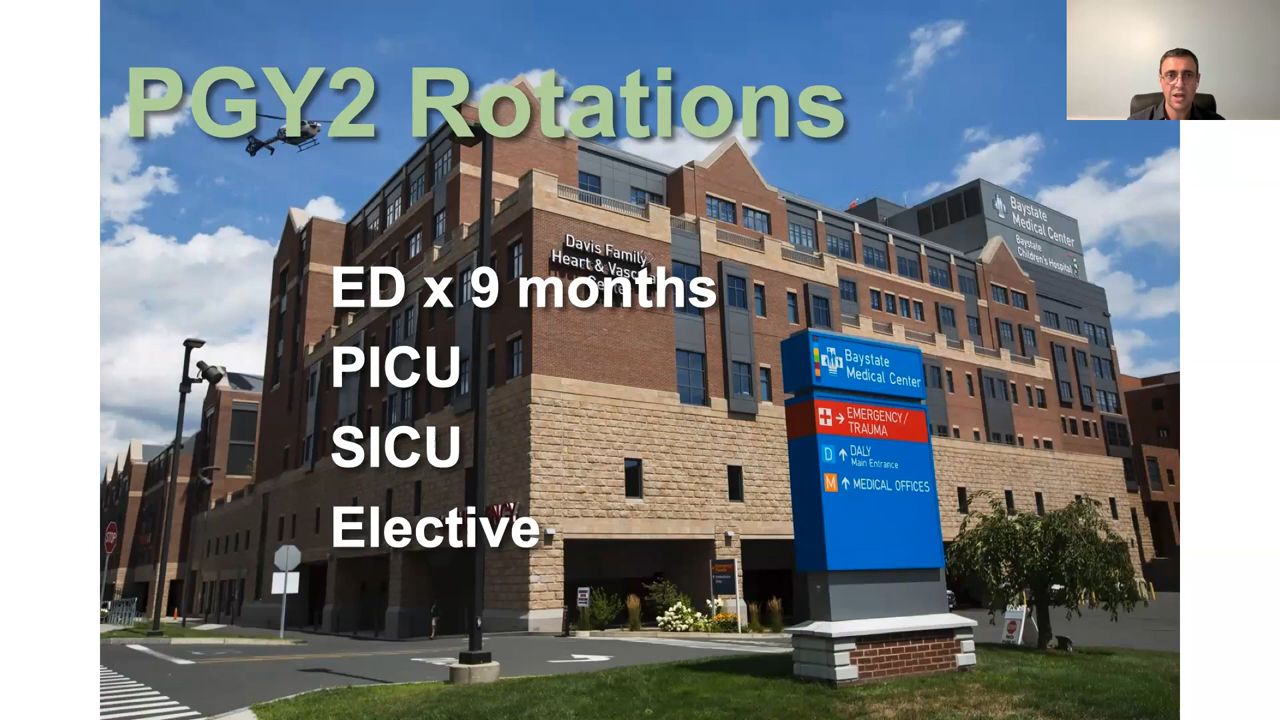 PGY2 Rotations
Baystate
Medical Center
Baystate
Children's Hospital
Davis Family
Heart & Vascular
ED x 9 months
PICU
SICU
Elective
Baystate
Medical Center
EMERGENCY/
TRAUMA
D DALY
Main Entrance
M MEDICAL OFFICES
STOP